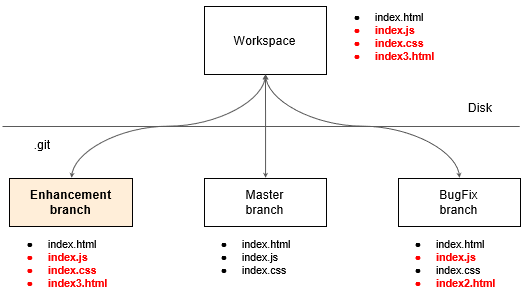 Workspace
• index.html
• index.js
• index.css
• index3.html
Disk
.git
Enhancement
branch
Master
branch
BugFix
branch
• index.html
• index.js
• index.css
• index3.html
• index.html
• index.js
• index.css
• index.html
• index.js
• index.css
• index2.html